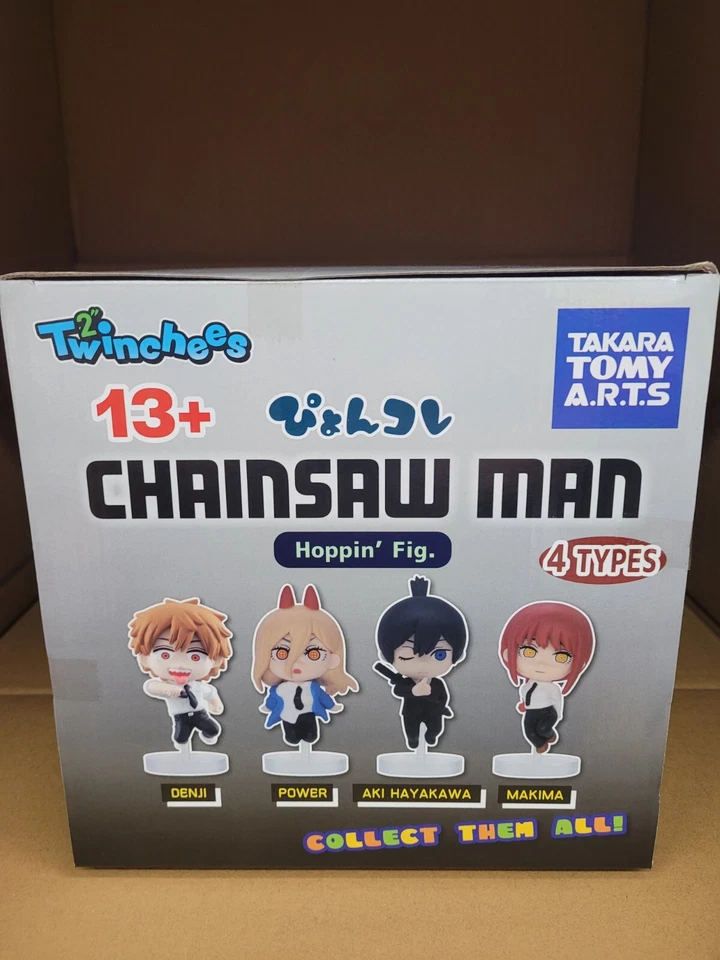 2" Twinchees
TAKARA
TOMY
A.R.T.S
13+
ぴょんコレ
CHAINSAW MAN
Hoppin' Fig.
4 TYPES
DENJI
POWER
AKI HAYAKAWA
MAKIMA
COLLECT THEM ALL!